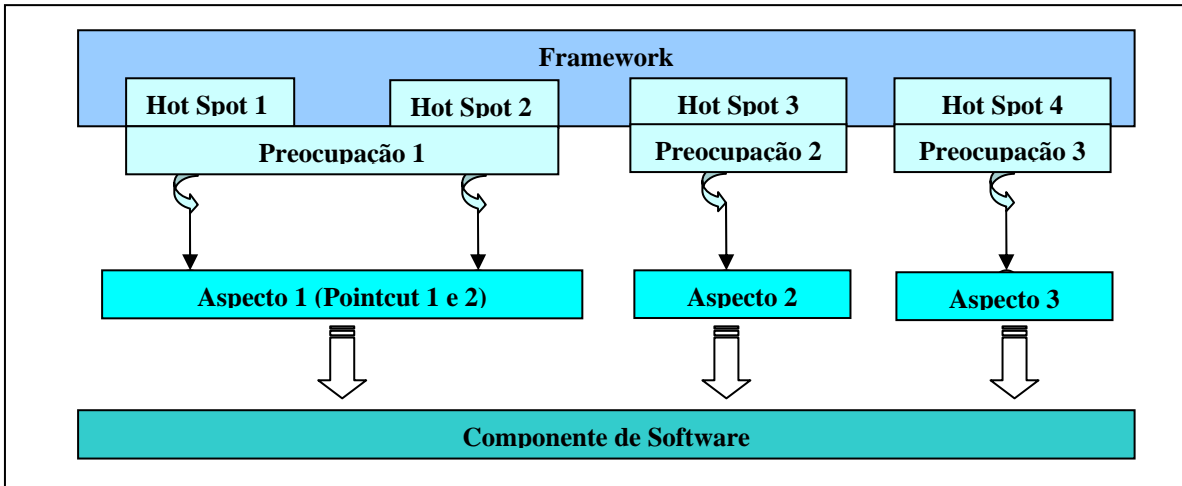 Framework
Hot Spot 1
Hot Spot 2
Hot Spot 3
Hot Spot 4
Preocupação 1
Preocupação 2
Preocupação 3
Aspecto 1 (Pointcut 1 e 2)
Aspecto 2
Aspecto 3
Componente de Software